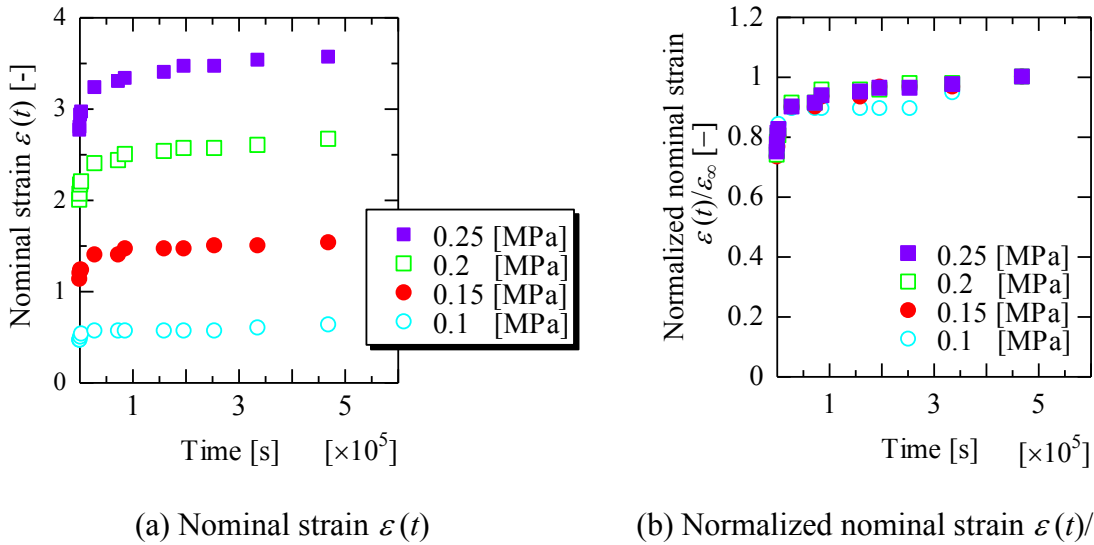 (a)
4
3
2
1
0
Nominal strain ε (t) [-]
1
3
5
Time [s] [×10⁵]
0.25 [MPa]
0.2 [MPa]
0.15 [MPa]
0.1 [MPa]
(b)
1.2
1
0.8
0.6
0.4
0.2
0
Normalized nominal strain
ε (t)/ε∞ [−]
0.25 [MPa]
0.2 [MPa]
0.15 [MPa]
0.1 [MPa]
1
3
5
Time [s] [×10⁵]
(a) Nominal strain ε (t)
(b) Normalized nominal strain ε (t)/